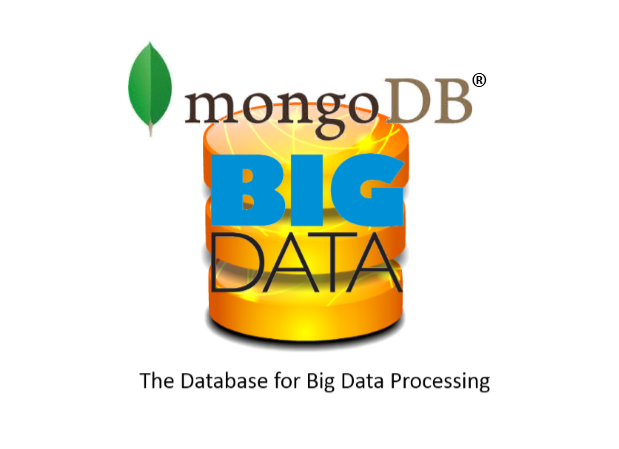 mongoDB®
BIG
DATA
The Database for Big Data Processing